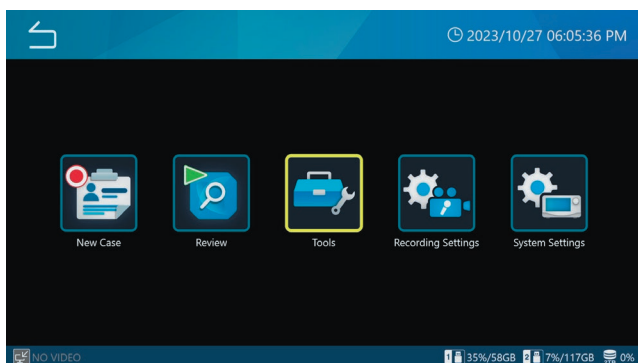 2023/10/27 06:05:36 PM
New Case
Review
Tools
Recording Settings
System Settings
NO VIDEO
1 35%/58GB 2 7%/117GB 0%